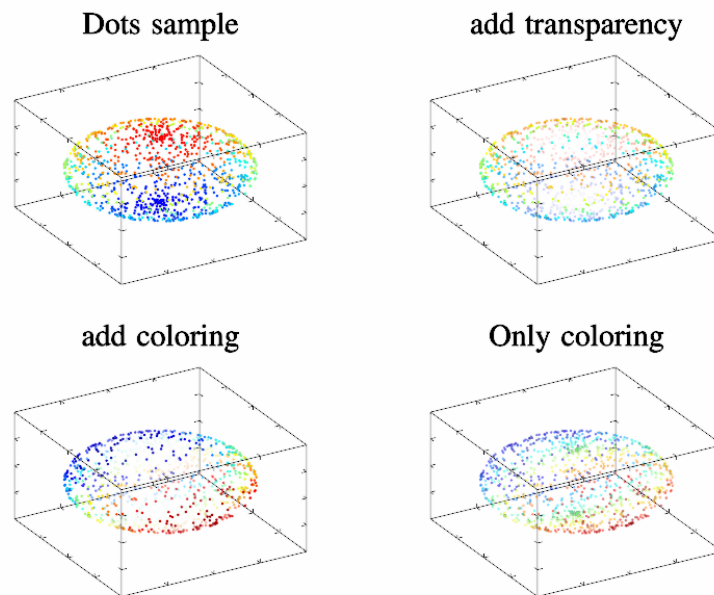 Dots sample
add transparency
add coloring
Only coloring